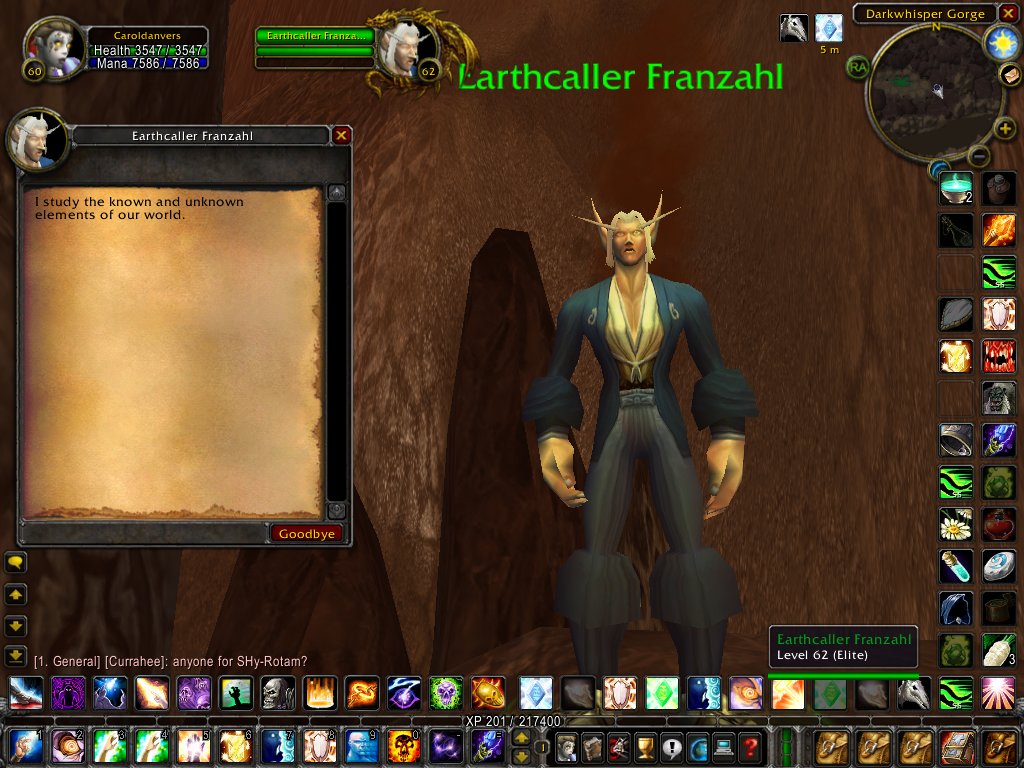 Caroldanvers
Health 3547 / 3547
Mana 7586 / 7586
60
Earthcaller Franza...
62
Earthcaller Franzahl
5 m
Darkwhisper Gorge
N
RA
Earthcaller Franzahl
I study the known and unknown
elements of our world.
Goodbye
2
3
[1. General] [Currahee]: anyone for SHy-Rotam?
Earthcaller Franzahl
Level 62 (Elite)
XP 201 / 217400
1
2
3
4
5
6
7
8
9
0
-
=
1